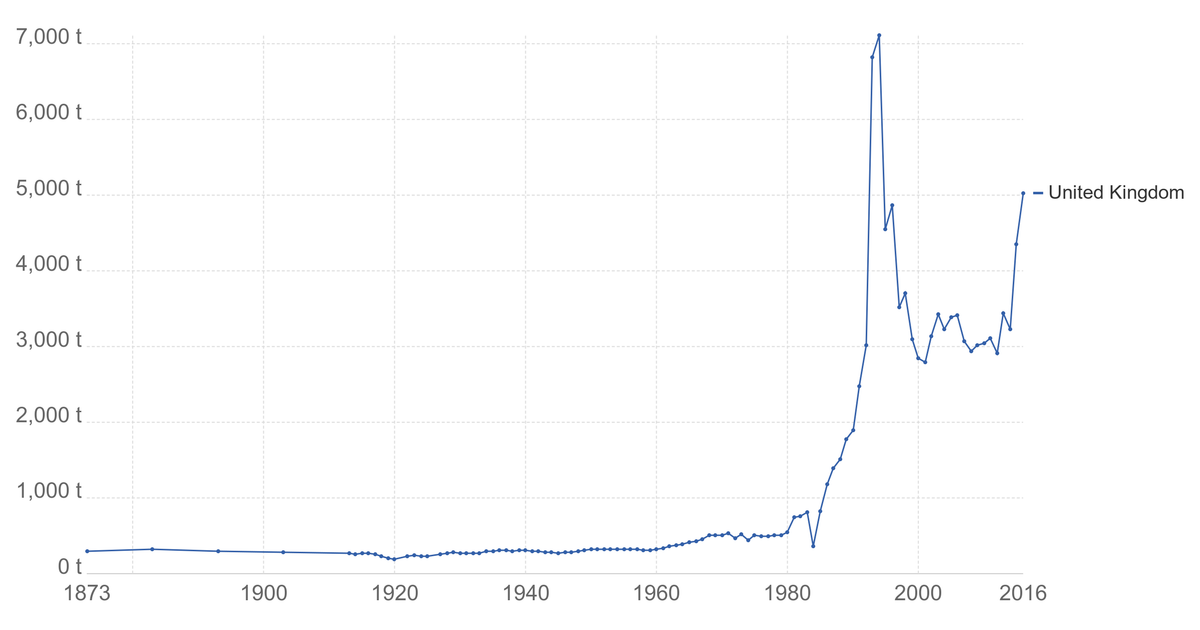 7,000 t
6,000 t
5,000 t
4,000 t
3,000 t
2,000 t
1,000 t
0 t
1873 1900 1920 1940 1960 1980 2000 2016
United Kingdom